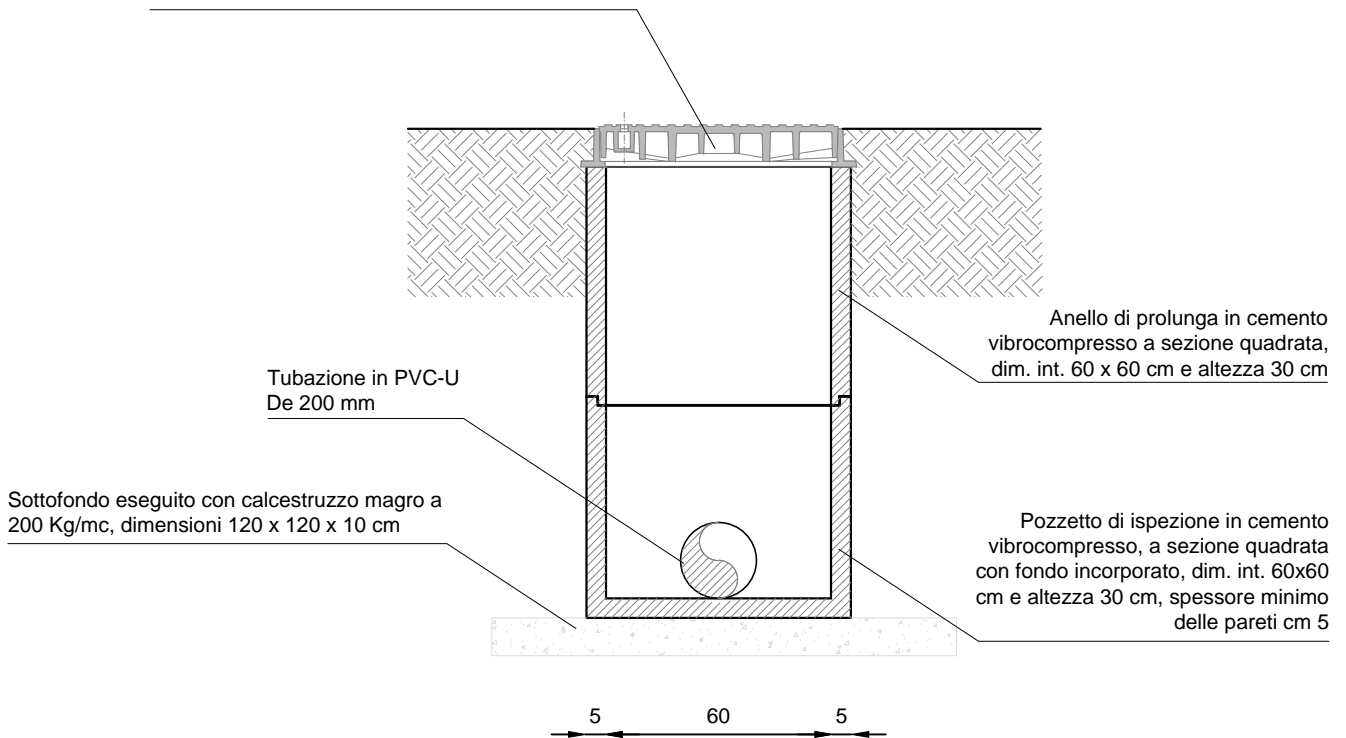 Anello di prolunga in cemento
vibrocompresso a sezione quadrata,
dim. int. 60 x 60 cm e altezza 30 cm
Tubazione in PVC-U
De 200 mm
Sottofondo eseguito con calcestruzzo magro a
200 Kg/mc, dimensioni 120 x 120 x 10 cm
Pozzetto di ispezione in cemento
vibrocompresso, a sezione quadrata
con fondo incorporato, dim. int. 60x60
cm e altezza 30 cm, spessore minimo
delle pareti cm 5
5 60 5